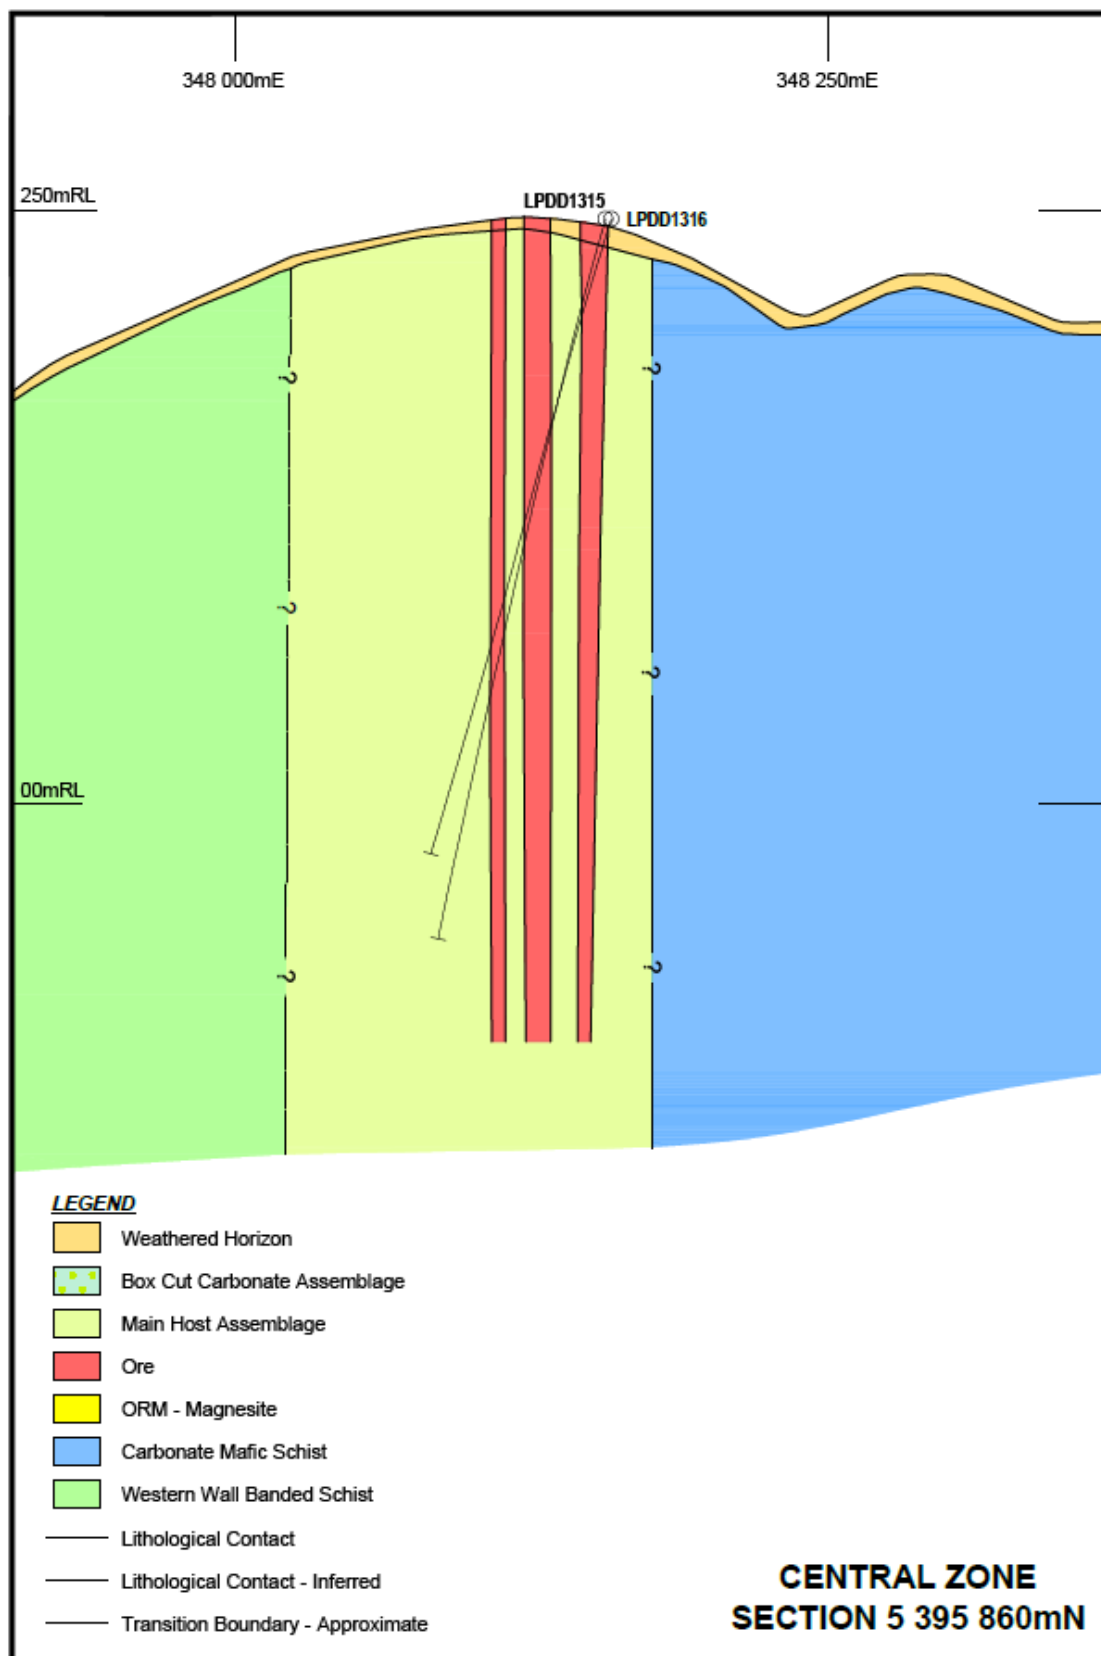 348 000mE
348 250mE
250mRL
LPDD1315
LPDD1316
?
?
?
?
00mRL
?
?
LEGEND
Weathered Horizon
Box Cut Carbonate Assemblage
Main Host Assemblage
Ore
ORM - Magnesite
Carbonate Mafic Schist
Western Wall Banded Schist
Lithological Contact
Lithological Contact - Inferred
Transition Boundary - Approximate
CENTRAL ZONE
SECTION 5 395 860mN